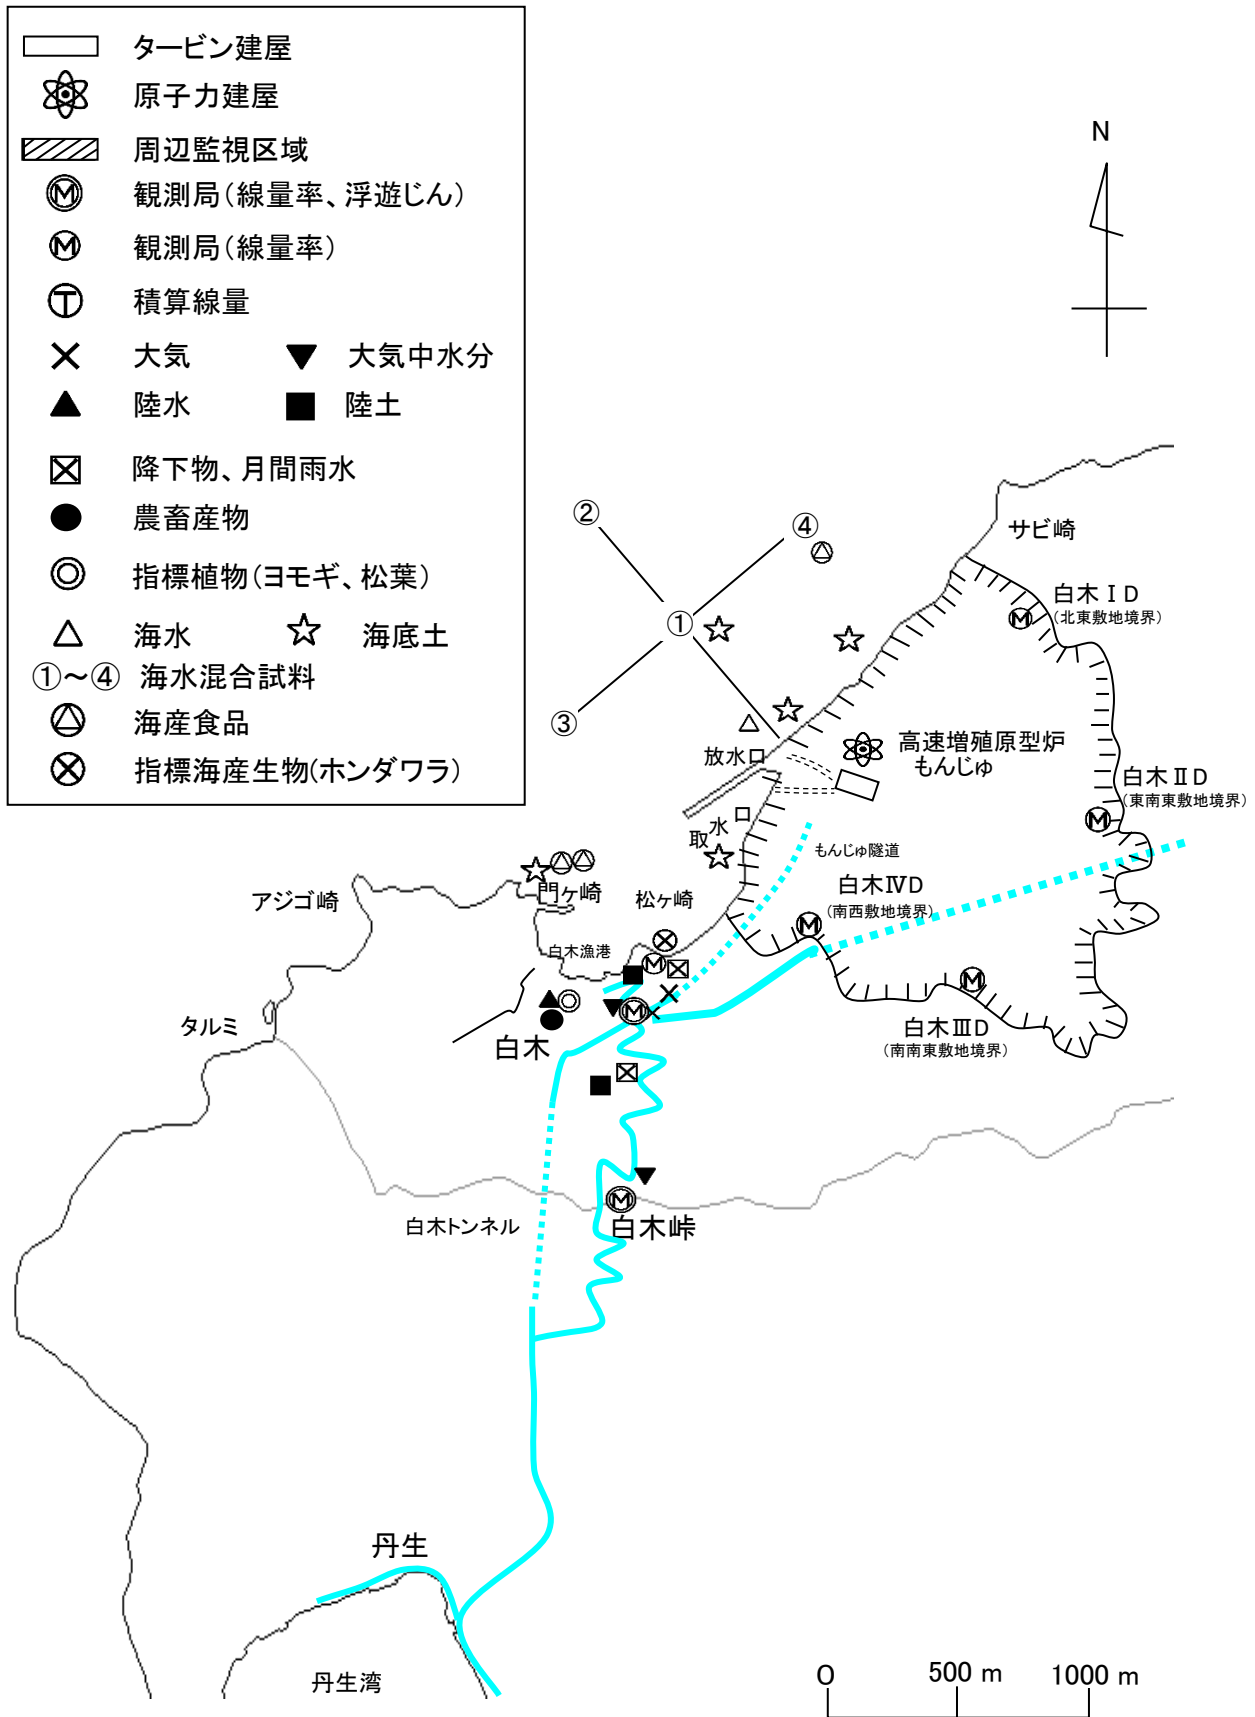 タービン建屋
原子力建屋
周辺監視区域
M 観測局(線量率、浮遊じん)
M 観測局(線量率)
T 積算線量
大気 大気中水分
陸水 陸土
降下物、月間雨水
農畜産物
指標植物(ヨモギ、松葉)
海水 海底土
①～④ 海水混合試料
海産食品
指標海産生物(ホンダワラ)
N
②
④
サビ崎
白木ⅠD
(北東敷地境界)
M
①
③
放水口
高速増殖原型炉
もんじゅ
白木ⅡD
(東南東敷地境界)
M
取水口
もんじゅ隧道
白木ⅣD
(南西敷地境界)
M
アジゴ崎
門ヶ崎
松ヶ崎
白木漁港
M
M
白木ⅢD
(南南東敷地境界)
タルミ
M
白木
M
白木トンネル
白木峠
丹生
丹生湾
O 500 m 1000 m